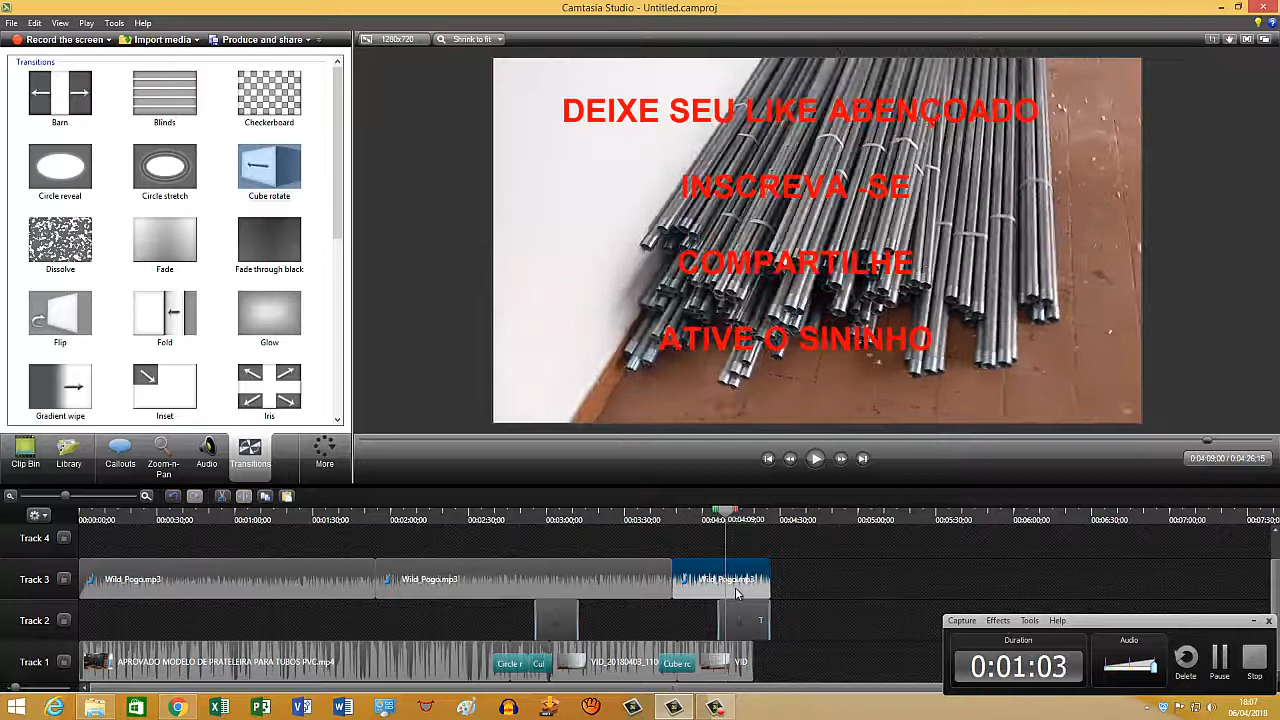 Camtasia Studio - Untitled.camproj
File Edit View Play Tools Help
Record the screen Import media Produce and share
1280x720 Shrink to fit
Transitions
Barn Blinds Checkerboard
Circle reveal Circle stretch Cube rotate
Dissolve Fade Fade through black
Flip Fold Glow
Gradient wipe Inset Iris
DEIXE SEU LIKE ABENÇOADO
INSCREVA -SE
COMPARTILHE
ATIVE O SININHO
Clip Bin Library Callouts Zoom-n-Pan Audio Transitions More
0:04:09;00 / 0:04:26;15
00:00:00;00 00:00:30;00 00:01:00;00 00:01:30;00 00:02:00;00 00:02:30;00 00:03:00;00 00:03:30;00 00:04:09;00 00:04:30;00 00:05:00;00 00:05:30;00 00:06:00;00 00:06:30;00 00:07:00;00
Track 4
Track 3 Wild_Pogo.mp3 Wild_Pogo.mp3 Wild_Pogo.mp3
Track 2 T
Track 1 APROVADO MODELO DE PRATELEIRA PARA TUBOS PVC.mp4 Circle r Cul VID_20180403_110 Cube rc VID
Capture Effects Tools Help
Duration Audio
0:01:03
Delete Pause Stop
18:07
06/04/2018